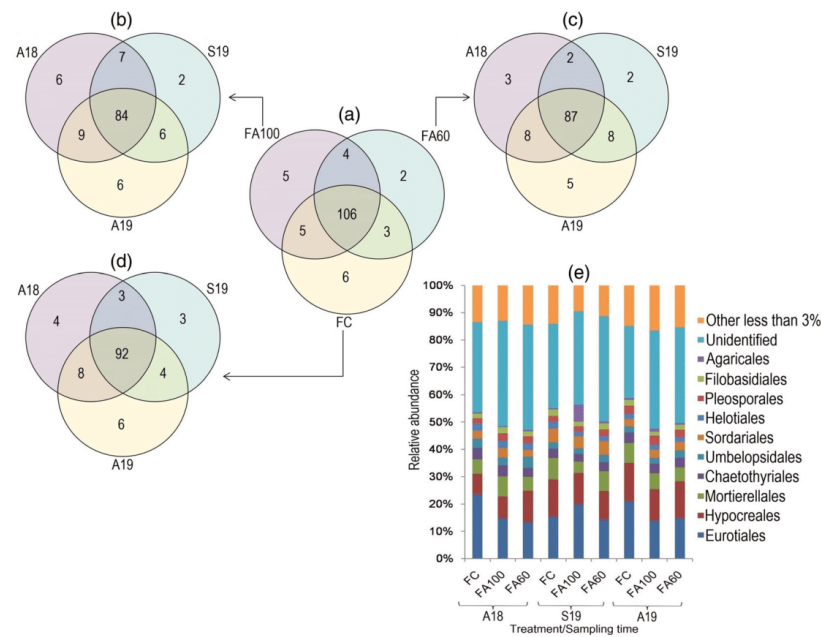 (b)
(c)
A18
7
S19
6
2
84
9
6
6
A19
A18
2
S19
3
2
87
8
8
5
A19
(a)
FA100
FA60
4
5
2
106
5
3
6
FC
(d)
A18
3
S19
4
3
92
8
4
6
A19
(e)
100%
90%
80%
70%
60%
50%
40%
30%
20%
10%
0%
Relative abundance
Other less than 3%
Unidentified
Agaricales
Filobasidiales
Pleosporales
Helotiales
Sordariales
Umbelopsidales
Chaetothyriales
Mortierellales
Hypocreales
Eurotiales
FC
FA100
FA60
FC
FA100
FA60
FC
FA100
FA60
A18
S19
A19
Treatment/Sampling time